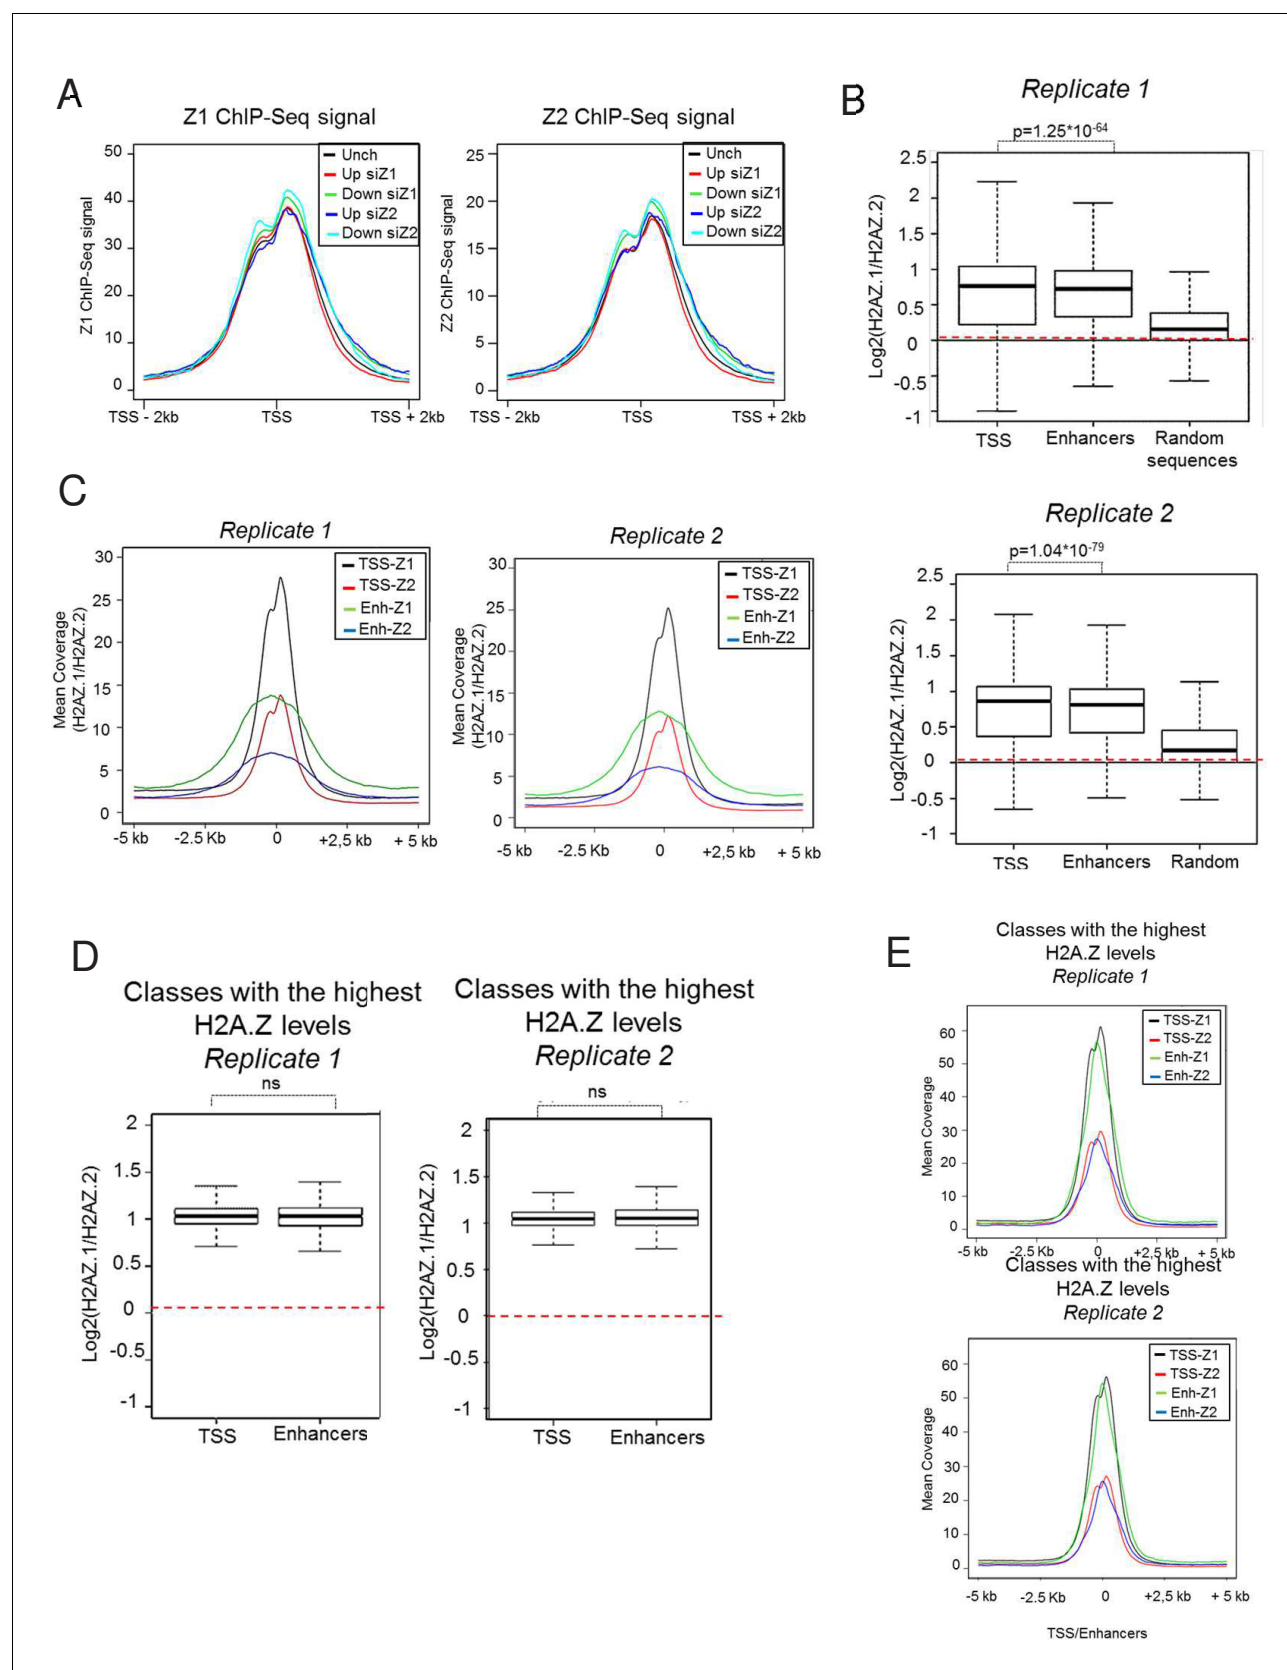 A
Z1 ChIP-Seq signal
Z1 ChIP-Seq signal
50
40
30
20
10
0
Unch
Up siZ1
Down siZ1
Up siZ2
Down siZ2
TSS - 2kb
TSS
TSS + 2kb
Z2 ChIP-Seq signal
Z2 ChIP-Seq signal
25
20
15
10
5
0
Unch
Up siZ1
Down siZ1
Up siZ2
Down siZ2
TSS - 2kb
TSS
TSS + 2kb
B
Replicate 1
p=1.25*10-64
Log2(H2AZ.1/H2AZ.2)
2.5
2
1.5
1
0.5
0
-0.5
-1
TSS
Enhancers
Random
sequences
Replicate 2
p=1.04*10-79
Log2(H2AZ.1/H2AZ.2)
2.5
2
1.5
1
0.5
0
-0.5
-1
TSS
Enhancers
Random
C
Replicate 1
Mean Coverage
(H2AZ.1/H2AZ.2)
30
25
20
15
10
5
0
TSS-Z1
TSS-Z2
Enh-Z1
Enh-Z2
-5 kb
-2.5 Kb
0
+2,5 kb
+ 5 kb
Replicate 2
Mean Coverage
(H2AZ.1/H2AZ.2)
30
25
20
15
10
5
0
TSS-Z1
TSS-Z2
Enh-Z1
Enh-Z2
-5 kb
-2.5 Kb
0
+2,5 kb
+ 5 kb
D
Classes with the highest
H2A.Z levels
Replicate 1
ns
Log2(H2AZ.1/H2AZ.2)
2
1.5
1
0.5
0
-0.5
-1
TSS
Enhancers
Classes with the highest
H2A.Z levels
Replicate 2
ns
Log2(H2AZ.1/H2AZ.2)
2
1.5
1
0.5
0
-0.5
-1
TSS
Enhancers
E
Classes with the highest
H2A.Z levels
Replicate 1
Mean Coverage
60
50
40
30
20
10
0
TSS-Z1
TSS-Z2
Enh-Z1
Enh-Z2
-5 kb
-2.5 Kb
0
+2,5 kb
+ 5 kb
Classes with the highest
H2A.Z levels
Replicate 2
Mean Coverage
60
50
40
30
20
10
0
TSS-Z1
TSS-Z2
Enh-Z1
Enh-Z2
-5 kb
-2.5 Kb
0
+2,5 kb
+ 5 kb
TSS/Enhancers